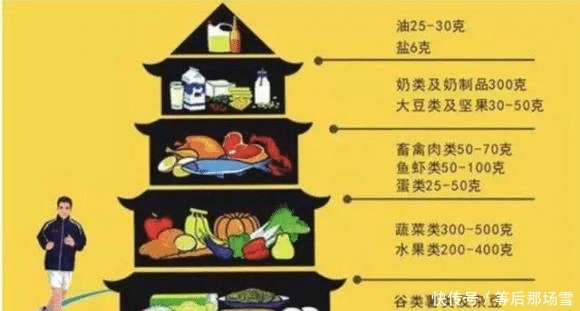 油25-30克
盐6克
奶类及奶制品300克
大豆类及坚果30-50克
畜禽肉类50-70克
鱼虾类50-100克
蛋类25-50克
蔬菜类300-500克
水果类200-400克
谷类
快传号／等后那场雪